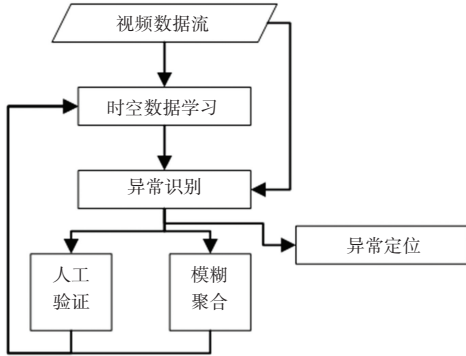 视频数据流
时空数据学习
异常识别
异常定位
人工
验证
模糊
聚合